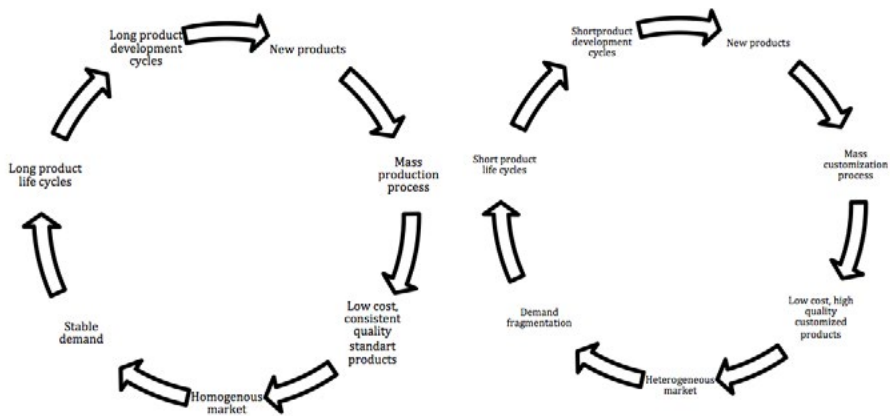 Long product
development
cycles
New products
Mass
production
process
Low cost,
consistent
quality
standart
products
Homogenous
market
Stable
demand
Long product
life cycles
Shortproduct
development
cycles
New products
Mass
customization
process
Low cost, high
quality
customized
products
Heterogeneous
market
Demand
fragmentation
Short product
life cycles